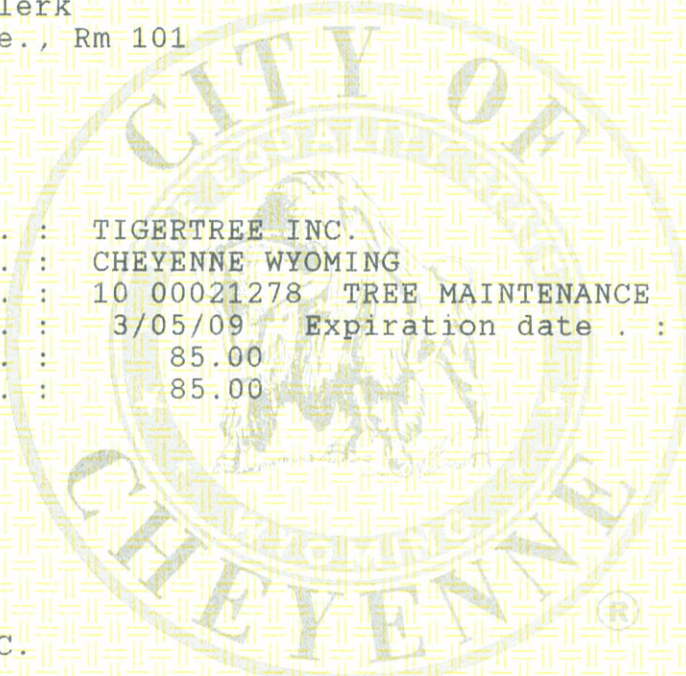 lerk
e., Rm 101
CITY OF
. : TIGERTREE INC.
. : CHEYENNE WYOMING
. : 10 00021278 TREE MAINTENANCE
. : 3/05/09 Expiration date . :
. : 85.00
. : 85.00
WYOMING
CHEYENNE
®
C.